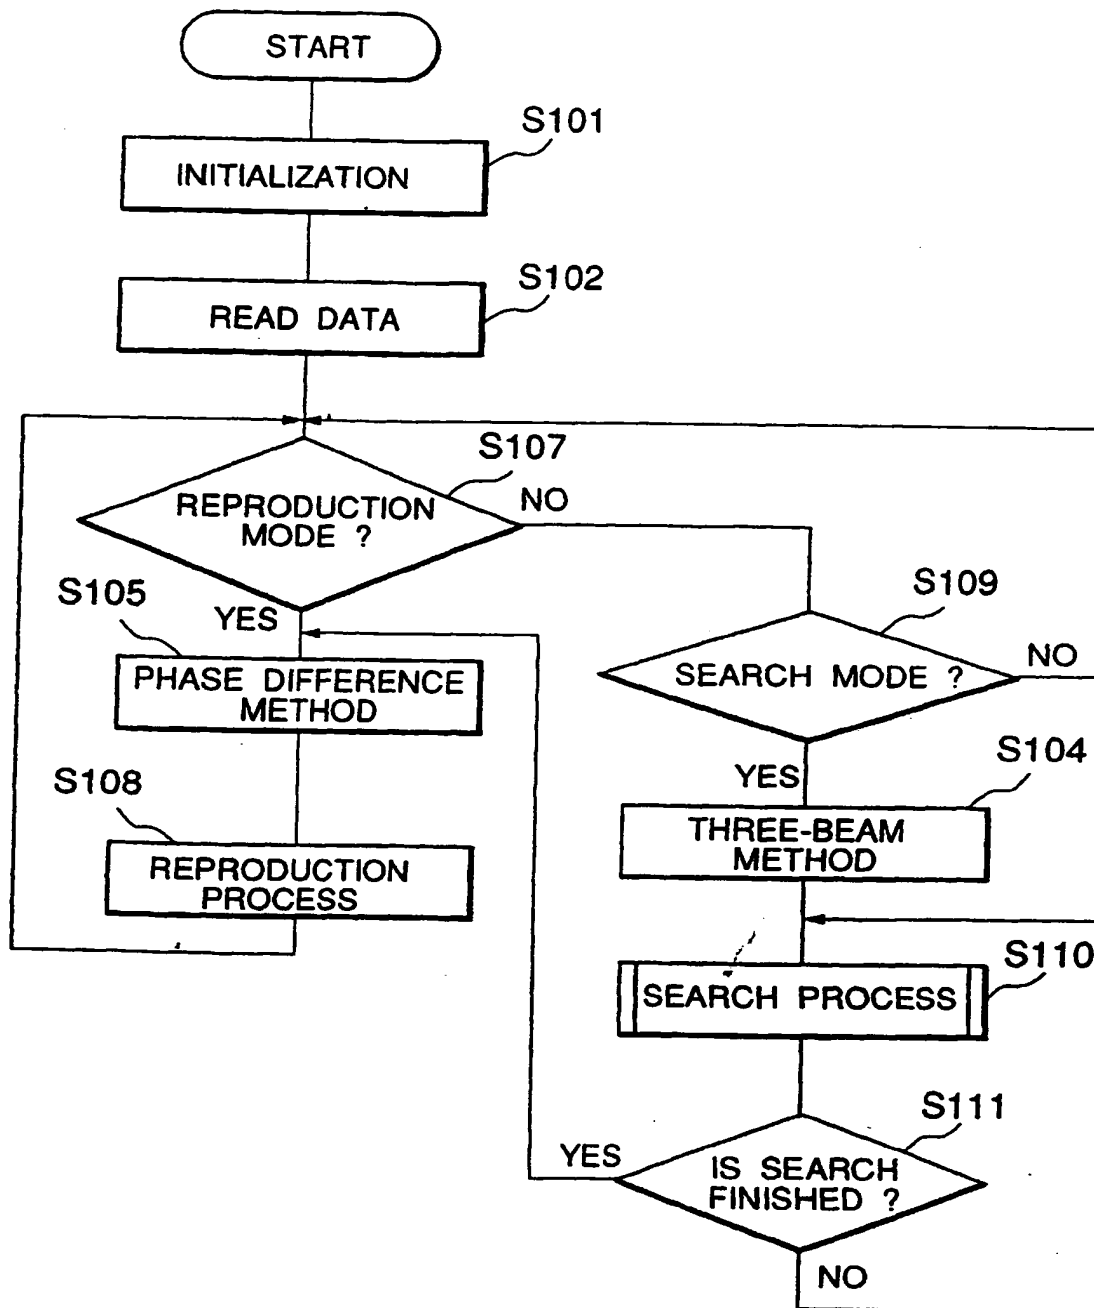 START
S101
INITIALIZATION
S102
READ DATA
S107
REPRODUCTION
MODE ?
NO
S109
SEARCH MODE ?
NO
S105
YES
PHASE DIFFERENCE
METHOD
S104
YES
THREE-BEAM
METHOD
S108
REPRODUCTION
PROCESS
S110
SEARCH PROCESS
S111
YES
IS SEARCH
FINISHED ?
NO